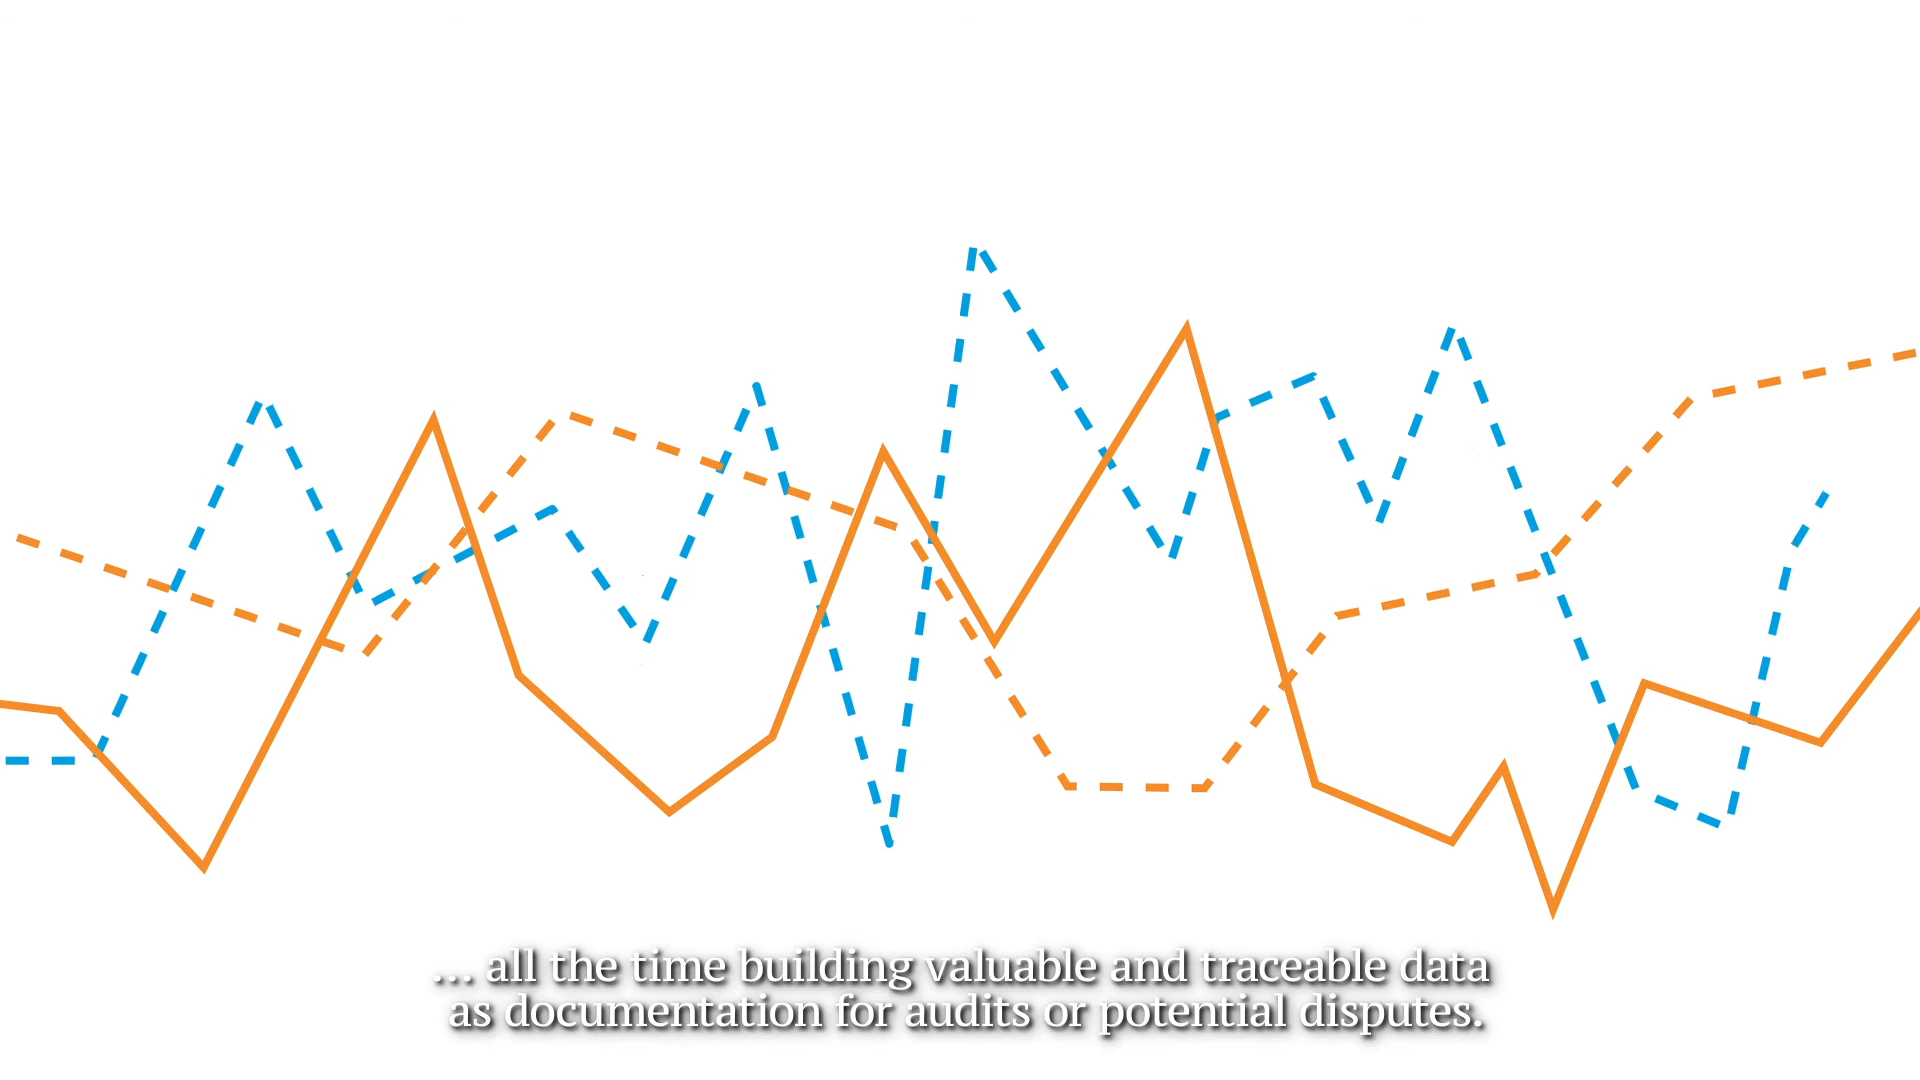 ... all the time building valuable and traceable data
as documentation for audits or potential disputes.